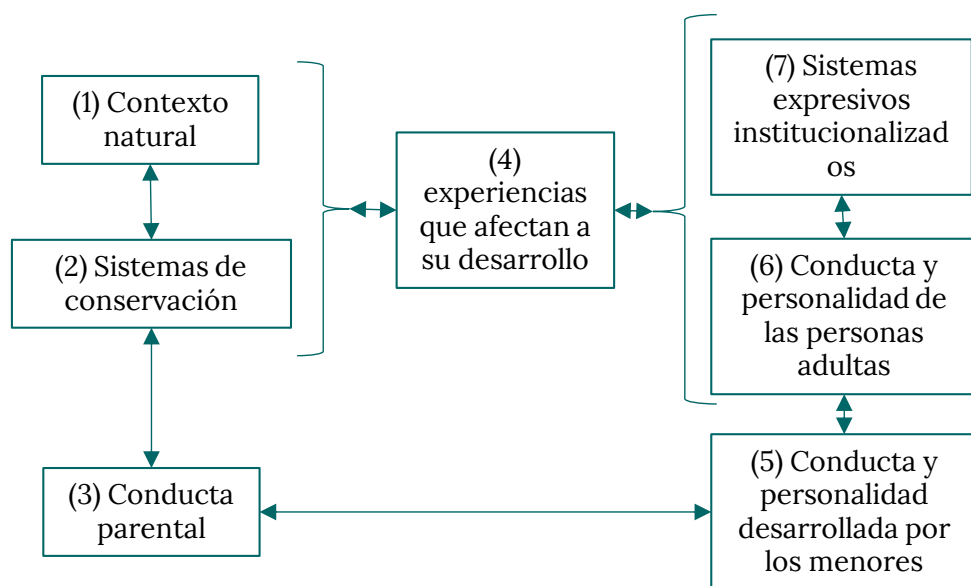 (1) Contexto
natural
(2) Sistemas de
conservación
(3) Conducta
parental
(4)
experiencias
que afectan a
su desarrollo
(7) Sistemas
expresivos
institucionalizad
os
(6) Conducta y
personalidad de
las personas
adultas
(5) Conducta y
personalidad
desarrollada por
los menores